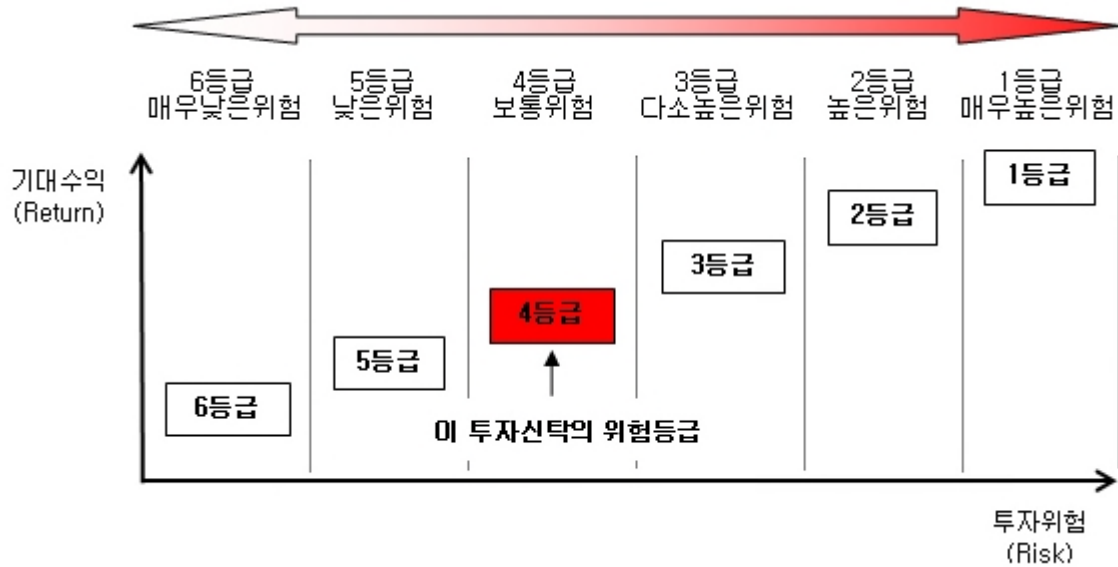 6등급
매우낮은위험
5등급
낮은위험
4등급
보통위험
3등급
다소높은위험
2등급
높은위험
1등급
매우높은위험
기대수익
(Return)
1등급
2등급
3등급
4등급
5등급
6등급
이 투자신탁의 위험등급
투자위험
(Risk)